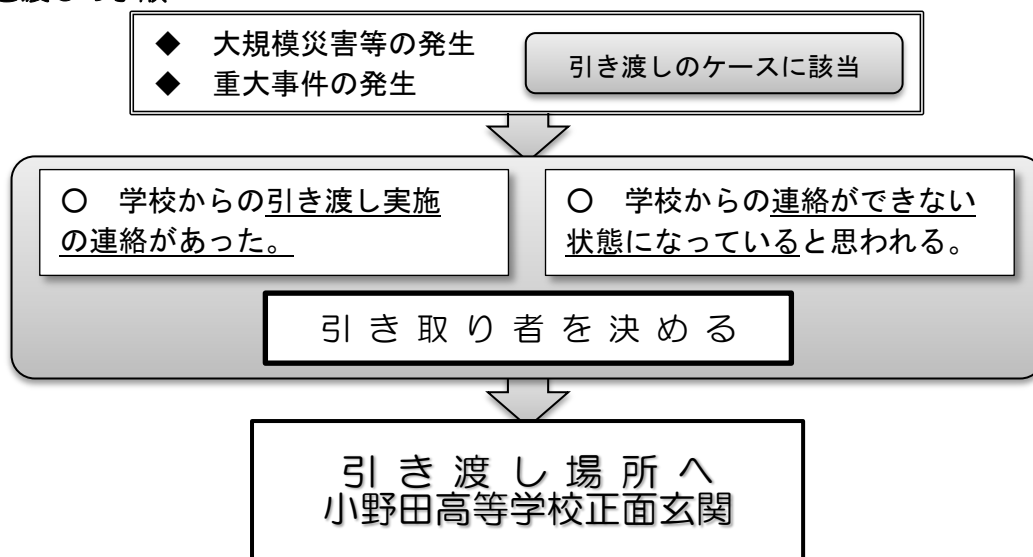 ◆ 大規模災害等の発生
◆ 重大事件の発生
引き渡しのケースに該当
〇 学校からの引き渡し実施
の連絡があった。
〇 学校からの連絡ができない
状態になっていると思われる。
引き取り者を決める
引き渡し場所へ
小野田高等学校正面玄関